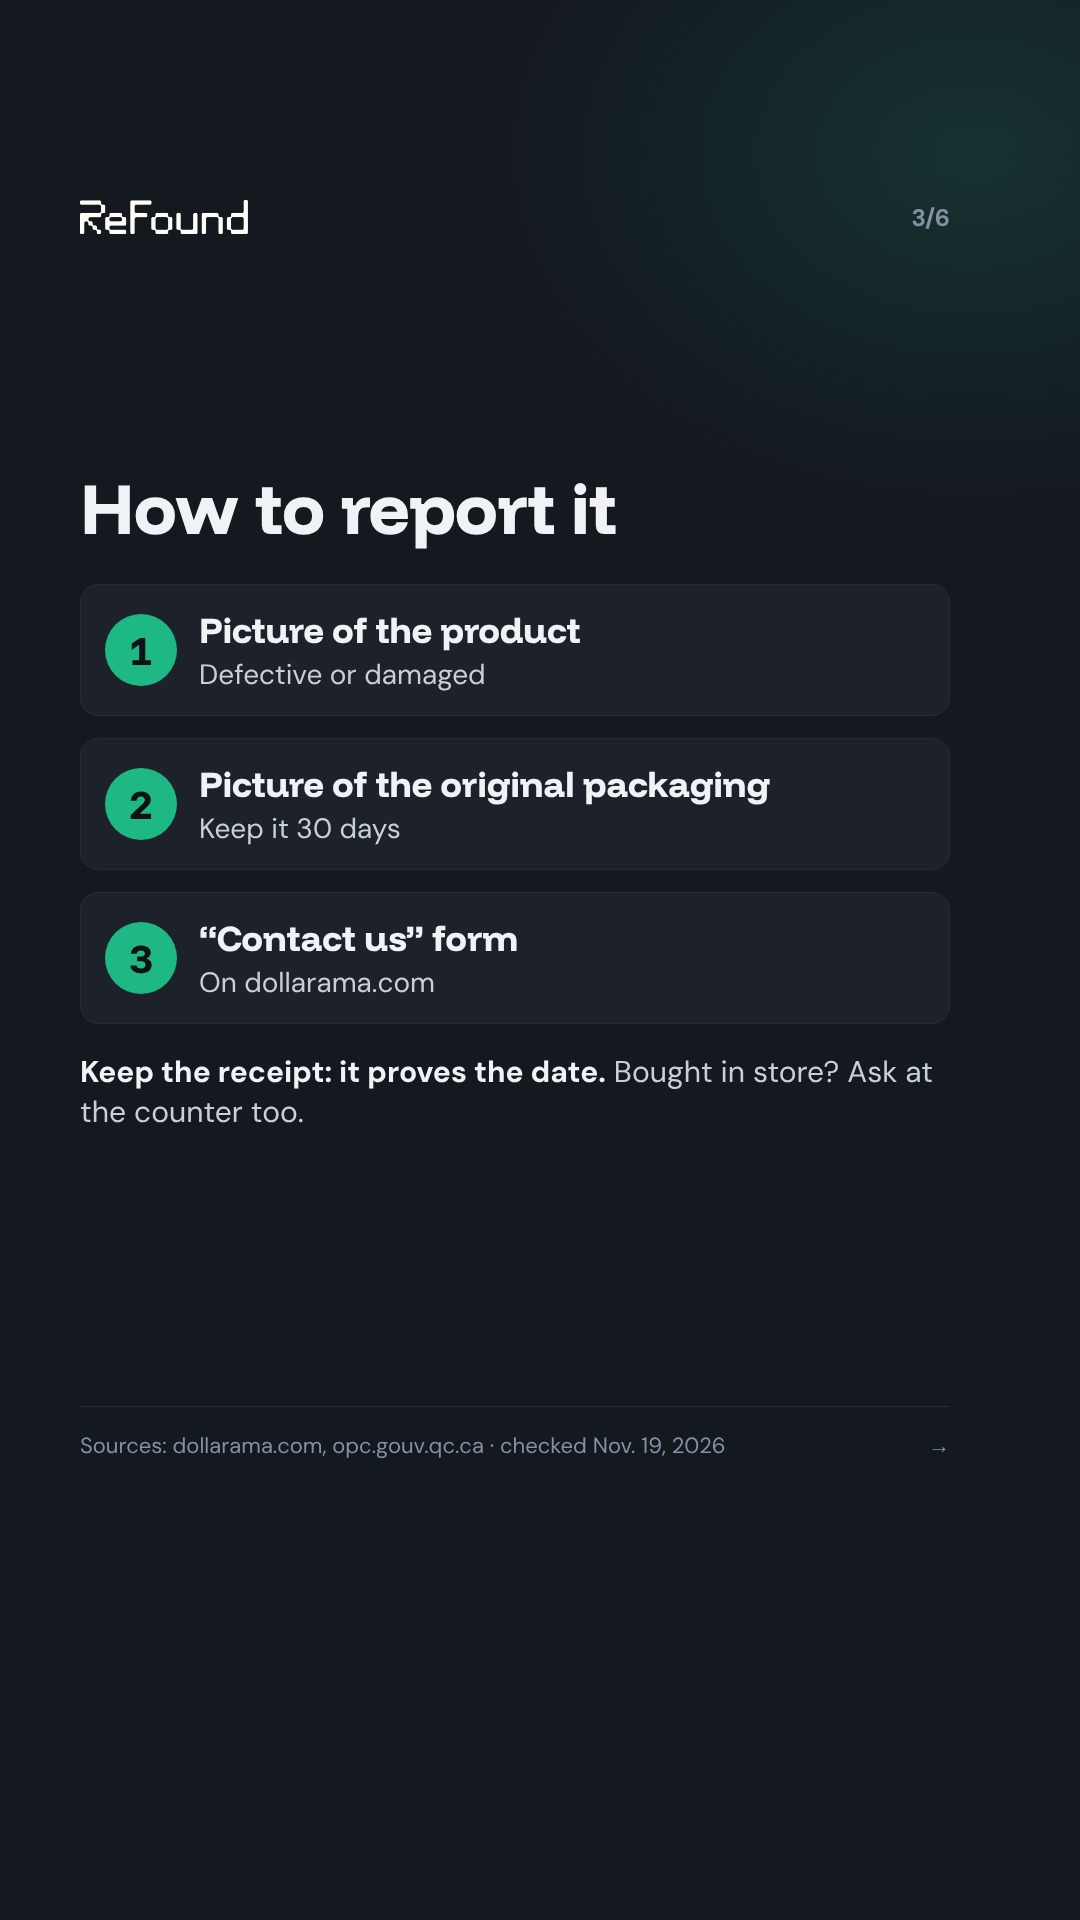 ReFound
3/6
How to report it
1
Picture of the product
Defective or damaged
2
Picture of the original packaging
Keep it 30 days
3
“Contact us” form
On dollarama.com
Keep the receipt: it proves the date. Bought in store? Ask at
the counter too.
Sources: dollarama.com, opc.gouv.qc.ca · checked Nov. 19, 2026
→